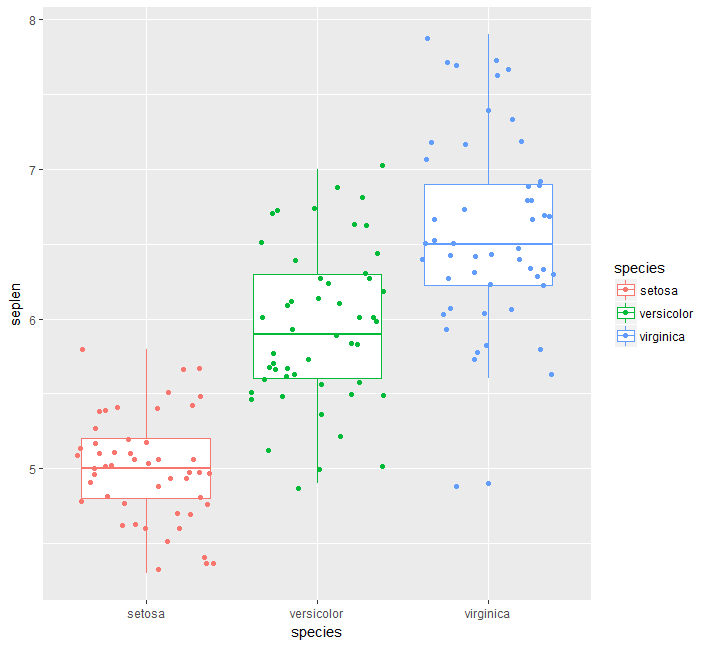 8
7
6
5
seplen
setosa
versicolor
virginica
species
species
setosa
versicolor
virginica